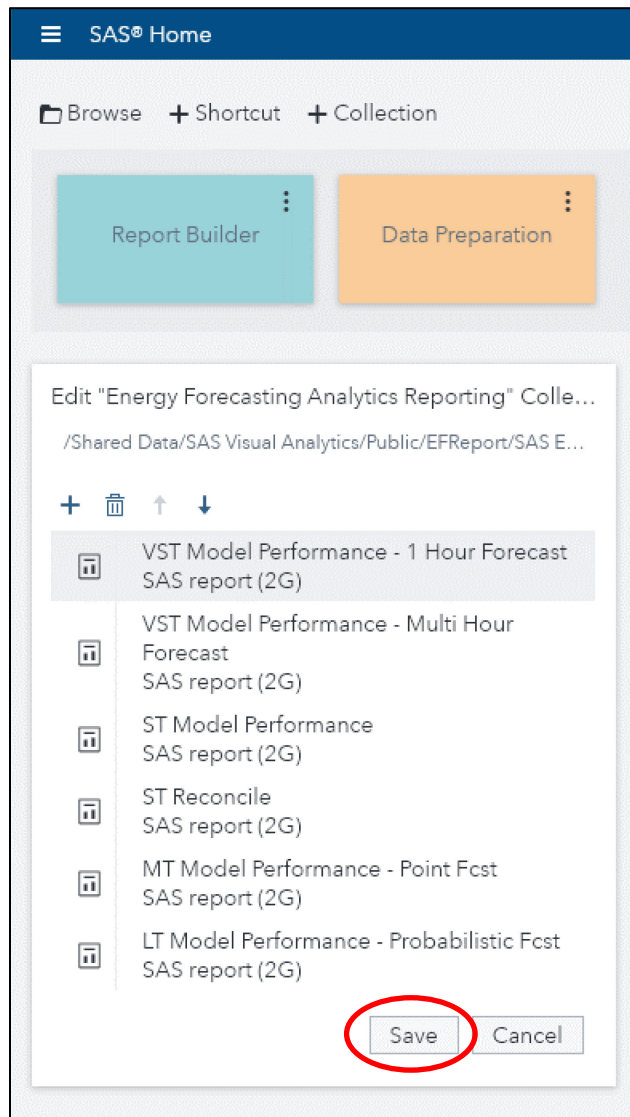 SAS® Home
Browse + Shortcut + Collection
Report Builder
Data Preparation
Edit "Energy Forecasting Analytics Reporting" Colle...
/Shared Data/SAS Visual Analytics/Public/EFReport/SAS E...
VST Model Performance - 1 Hour Forecast
SAS report (2G)
VST Model Performance - Multi Hour
Forecast
SAS report (2G)
ST Model Performance
SAS report (2G)
ST Reconcile
SAS report (2G)
MT Model Performance - Point Fcst
SAS report (2G)
LT Model Performance - Probabilistic Fcst
SAS report (2G)
Save Cancel